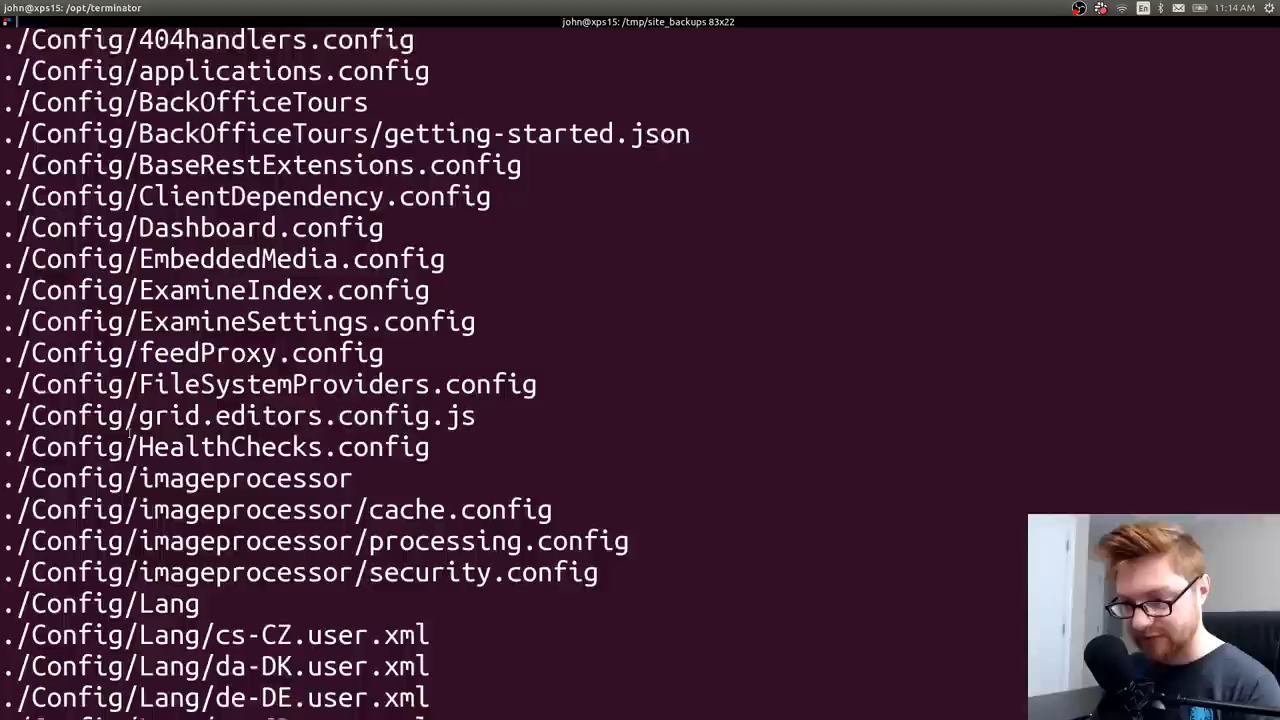 john@xps15: /opt/terminator
En
11:14 AM
john@xps15: /tmp/site_backups 83x22
./Config/404handlers.config
./Config/applications.config
./Config/BackOfficeTours
./Config/BackOfficeTours/getting-started.json
./Config/BaseRestExtensions.config
./Config/ClientDependency.config
./Config/Dashboard.config
./Config/EmbeddedMedia.config
./Config/ExamineIndex.config
./Config/ExamineSettings.config
./Config/feedProxy.config
./Config/FileSystemProviders.config
./Config/grid.editors.config.js
./Config/HealthChecks.config
./Config/imageprocessor
./Config/imageprocessor/cache.config
./Config/imageprocessor/processing.config
./Config/imageprocessor/security.config
./Config/Lang
./Config/Lang/cs-CZ.user.xml
./Config/Lang/da-DK.user.xml
./Config/Lang/de-DE.user.xml